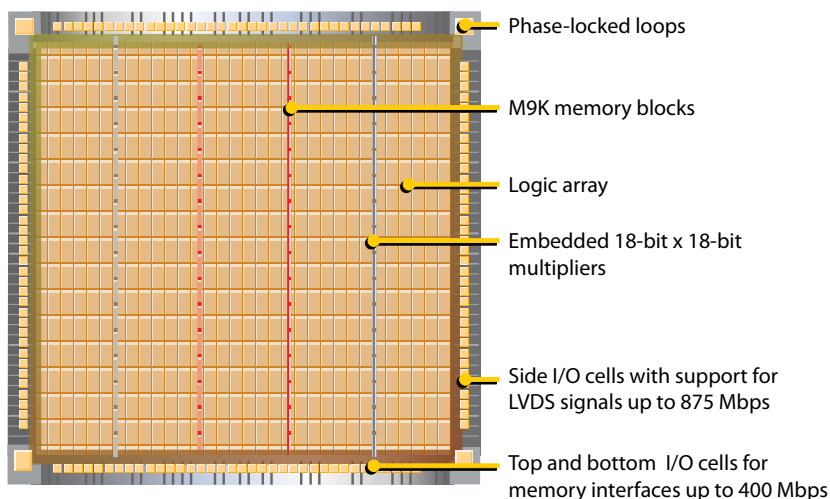 Phase-locked loops
M9K memory blocks
Logic array
Embedded 18-bit x 18-bit
multipliers
Side I/O cells with support for
LVDS signals up to 875 Mbps
Top and bottom I/O cells for
memory interfaces up to 400 Mbps